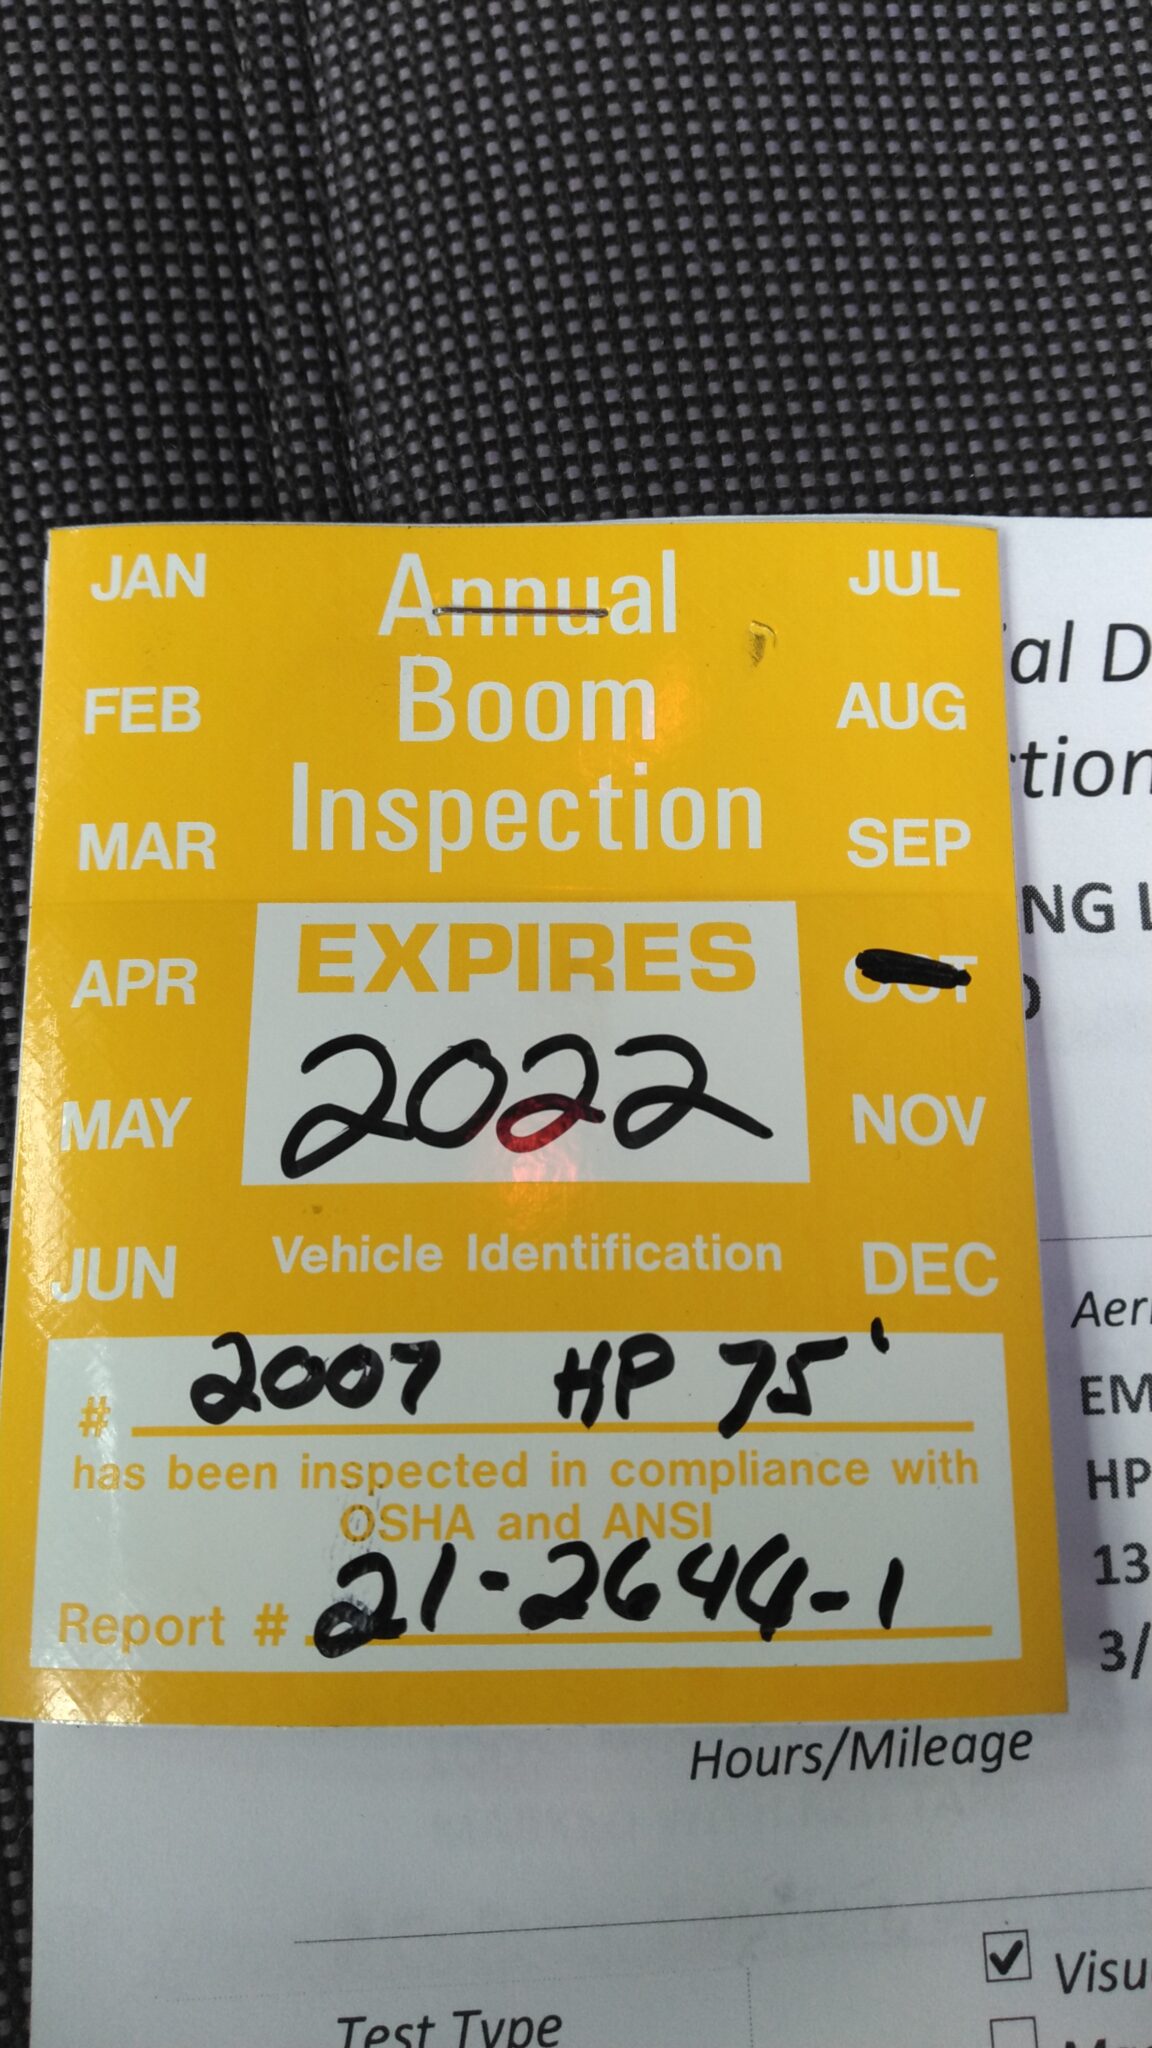 JAN
Annual
JUL
FEB
Boom
AUG
MAR
Inspection
SEP
APR
EXPIRES
OCT
MAY
2022
NOV
JUN
Vehicle Identification
DEC
# 2007 HP 75'
has been inspected in compliance with
OSHA and ANSI
Report # 21-2644-1
al D
tion
NG L
Aeri
EM
HP
13
3/
Hours/Mileage
Visu
Test Type